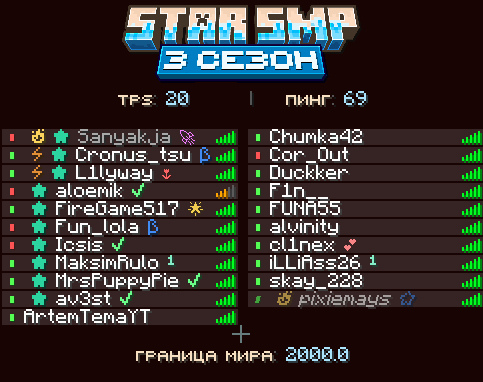 STAR SMP
3 СЕЗОН
TPS: 20 | ПИНГ: 69
Sanyakja
Cronus_tsu β
L1lyway
aloemik ✓
FireGame517
Fun_lola β
Icsis ✓
MaksimRulo 1
MrsPuppyPie ✓
av3st ✓
ArtemTemaYT
Chumka42
Cor_Out
Duckker
F1n__
FUNA55
alvinity
cl1nex
iLLiAss26 1
skay_228
pixiemays
ГРАНИЦА МИРА: 2000.0